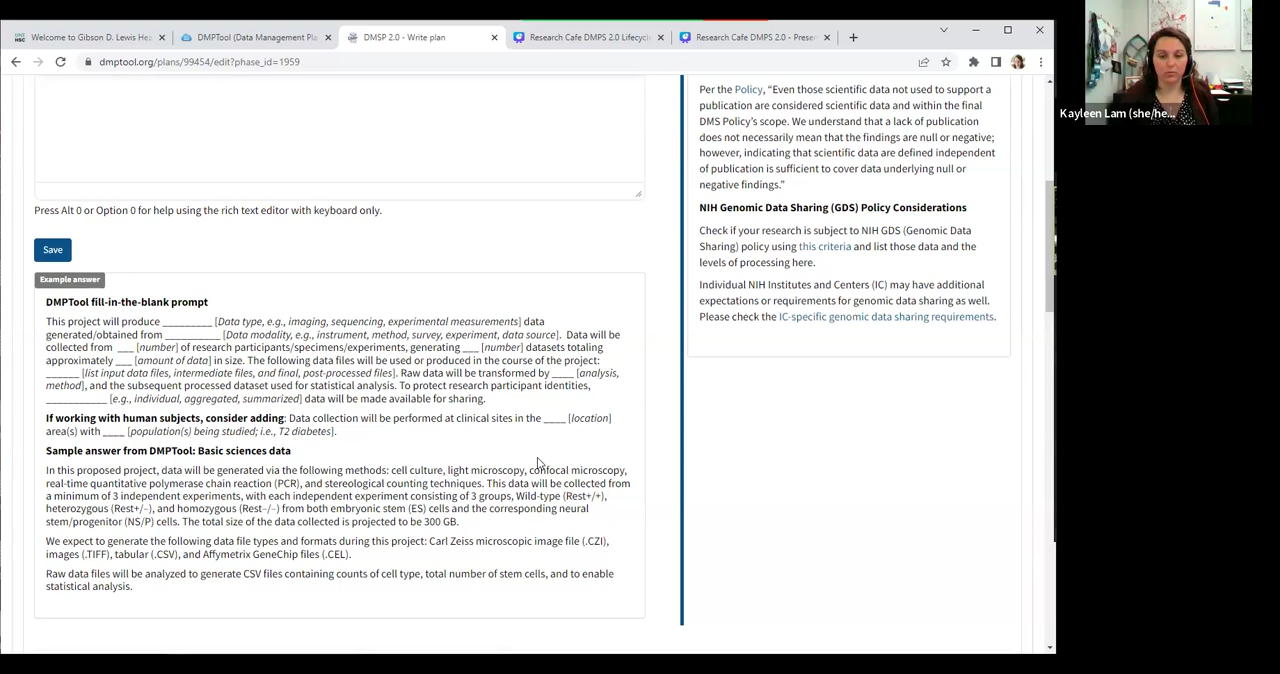 Welcome to Gibson D. Lewis He
DMPTool (Data Management Pla
DMSP 2.0 - Write plan
Research Cafe DMPS 2.0 Lifecycl
Research Cafe DMPS 2.0 - Presen
dmptool.org/plans/99454/edit?phase_id=1959
Kayleen Lam (she/he...
Press Alt 0 or Option 0 for help using the rich text editor with keyboard only.
Save
Example answer
DMPTool fill-in-the-blank prompt
This project will produce _________ [Data type, e.g., imaging, sequencing, experimental measurements] data
generated/obtained from __________ [Data modality, e.g., instrument, method, survey, experiment, data source]. Data will be
collected from ___ [number] of research participants/specimens/experiments, generating ___ [number] datasets totaling
approximately ___ [amount of data] in size. The following data files will be used or produced in the course of the project:
______ [list input data files, intermediate files, and final, post-processed files]. Raw data will be transformed by ____ [analysis,
method], and the subsequent processed dataset used for statistical analysis. To protect research participant identities,
___________ [e.g., individual, aggregated, summarized] data will be made available for sharing.
If working with human subjects, consider adding: Data collection will be performed at clinical sites in the ____ [location]
area(s) with ____ [population(s) being studied; i.e., T2 diabetes].
Sample answer from DMPTool: Basic sciences data
In this proposed project, data will be generated via the following methods: cell culture, light microscopy, confocal microscopy,
real-time quantitative polymerase chain reaction (PCR), and stereological counting techniques. This data will be collected from
a minimum of 3 independent experiments, with each independent experiment consisting of 3 groups, Wild-type (Rest+/+),
heterozygous (Rest+/–), and homozygous (Rest–/–) from both embryonic stem (ES) cells and the corresponding neural
stem/progenitor (NS/P) cells. The total size of the data collected is projected to be 300 GB.
We expect to generate the following data file types and formats during this project: Carl Zeiss microscopic image file (.CZI),
images (.TIFF), tabular (.CSV), and Affymetrix GeneChip files (.CEL).
Raw data files will be analyzed to generate CSV files containing counts of cell type, total number of stem cells, and to enable
statistical analysis.
Per the Policy, “Even those scientific data not used to support a
publication are considered scientific data and within the final
DMS Policy’s scope. We understand that a lack of publication
does not necessarily mean that the findings are null or negative;
however, indicating that scientific data are defined independent
of publication is sufficient to cover data underlying null or
negative findings.”
NIH Genomic Data Sharing (GDS) Policy Considerations
Check if your research is subject to NIH GDS (Genomic Data
Sharing) policy using this criteria and list those data and the
levels of processing here.
Individual NIH Institutes and Centers (IC) may have additional
expectations or requirements for genomic data sharing as well.
Please check the IC-specific genomic data sharing requirements.